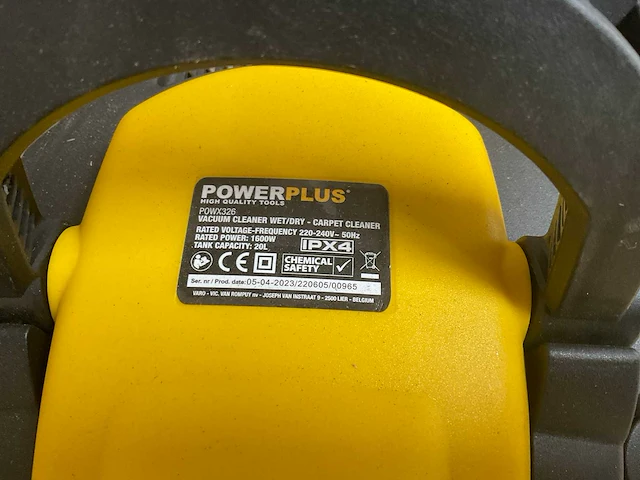 POWERPLUS
HIGH QUALITY TOOLS
POWX326
VACUUM CLEANER WET/DRY - CARPET CLEANER
RATED VOLTAGE-FREQUENCY 220-240V~ 50Hz
RATED POWER: 1600W
IPX4
TANK CAPACITY: 20L
CE CHEMICAL SAFETY
Ser. nr / Prod. date: 05-04-2023/220605/00965
VARO - VIC. VAN ROMPUY nv - JOSEPH VAN INSTRAAT 9 - 2500 LIER - BELGIUM